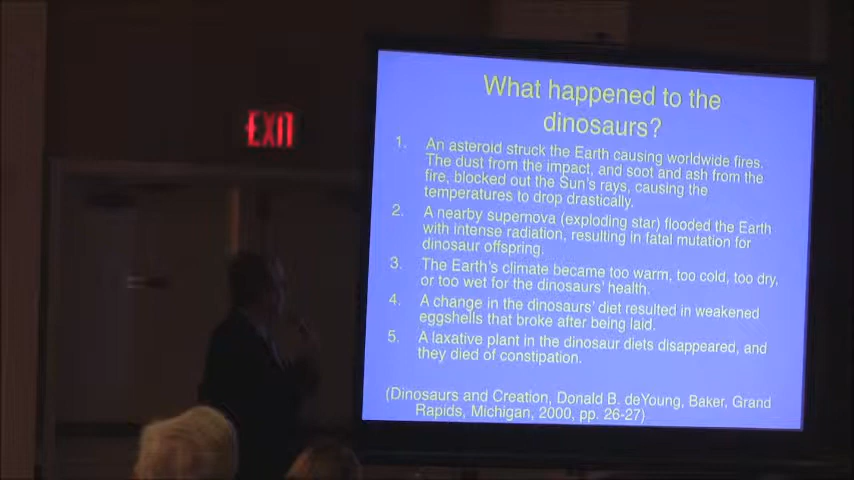 EXIT
What happened to the
dinosaurs?
1. An asteroid struck the Earth causing worldwide fires.
The dust from the impact, and soot and ash from the
fire, blocked out the Sun's rays, causing the
temperatures to drop drastically.
2. A nearby supernova (exploding star) flooded the Earth
with intense radiation, resulting in fatal mutation for
dinosaur offspring.
3. The Earth's climate became too warm, too cold, too dry,
or too wet for the dinosaurs' health.
4. A change in the dinosaurs' diet resulted in weakened
eggshells that broke after being laid.
5. A laxative plant in the dinosaur diets disappeared, and
they died of constipation.
(Dinosaurs and Creation, Donald B. deYoung, Baker, Grand
Rapids, Michigan, 2000, pp. 26-27)